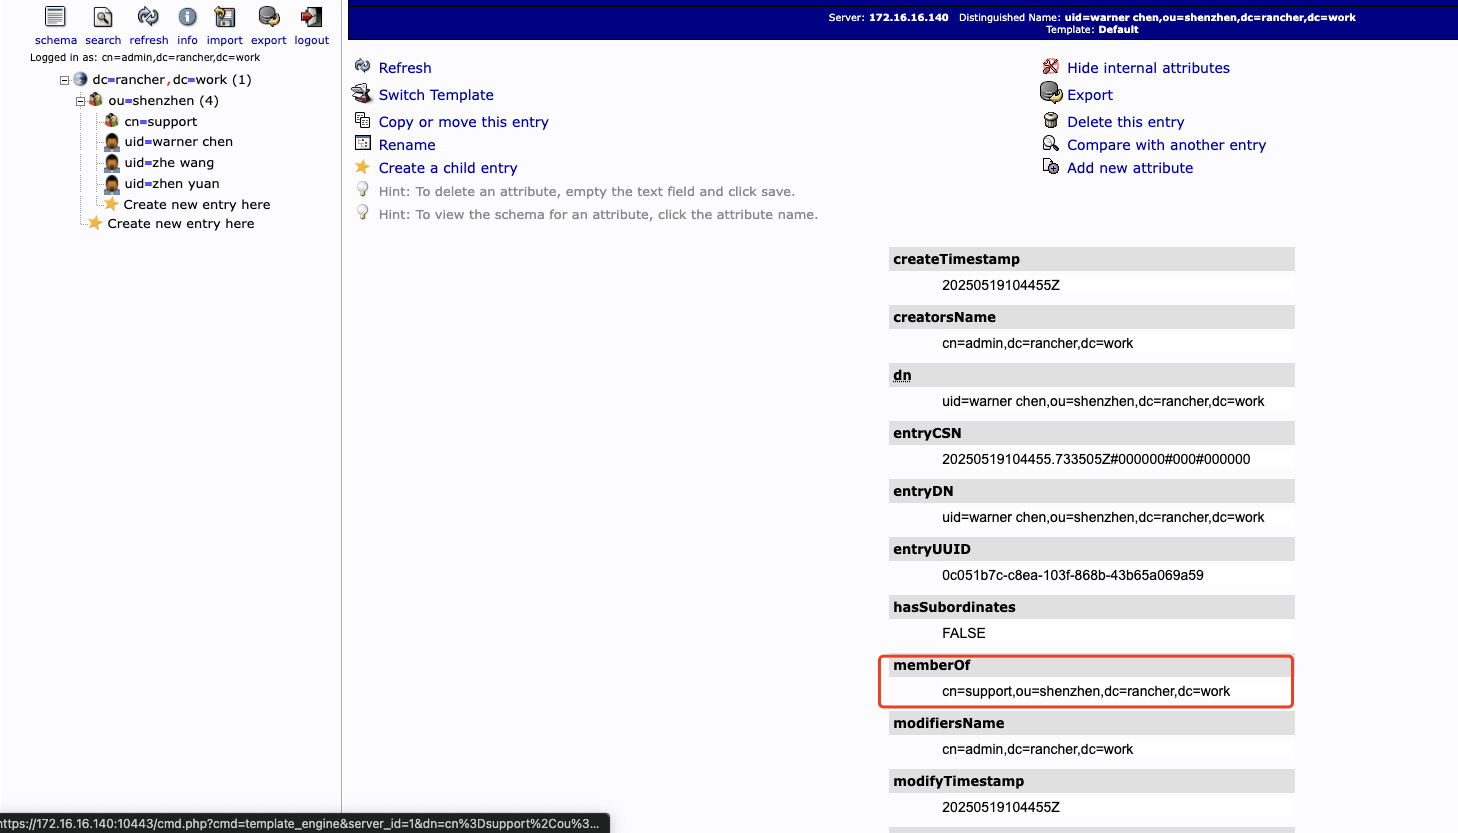 schema search refresh info import export logout
Logged in as: cn=admin,dc=rancher,dc=work
dc=rancher,dc=work (1)
ou=shenzhen (4)
cn=support
uid=warner chen
uid=zhe wang
uid=zhen yuan
Create new entry here
Create new entry here
Server: 172.16.16.140 Distinguished Name: uid=warner chen,ou=shenzhen,dc=rancher,dc=work
Template: Default
Refresh
Switch Template
Copy or move this entry
Rename
Create a child entry
Hint: To delete an attribute, empty the text field and click save.
Hint: To view the schema for an attribute, click the attribute name.
Hide internal attributes
Export
Delete this entry
Compare with another entry
Add new attribute
createTimestamp
20250519104455Z
creatorsName
cn=admin,dc=rancher,dc=work
dn
uid=warner chen,ou=shenzhen,dc=rancher,dc=work
entryCSN
20250519104455.733505Z#000000#000#000000
entryDN
uid=warner chen,ou=shenzhen,dc=rancher,dc=work
entryUUID
0c051b7c-c8ea-103f-868b-43b65a069a59
hasSubordinates
FALSE
memberOf
cn=support,ou=shenzhen,dc=rancher,dc=work
modifiersName
cn=admin,dc=rancher,dc=work
modifyTimestamp
20250519104455Z
https://172.16.16.140:10443/cmd.php?cmd=template_engine&server_id=1&dn=cn%3Dsupport%2Cou%3...